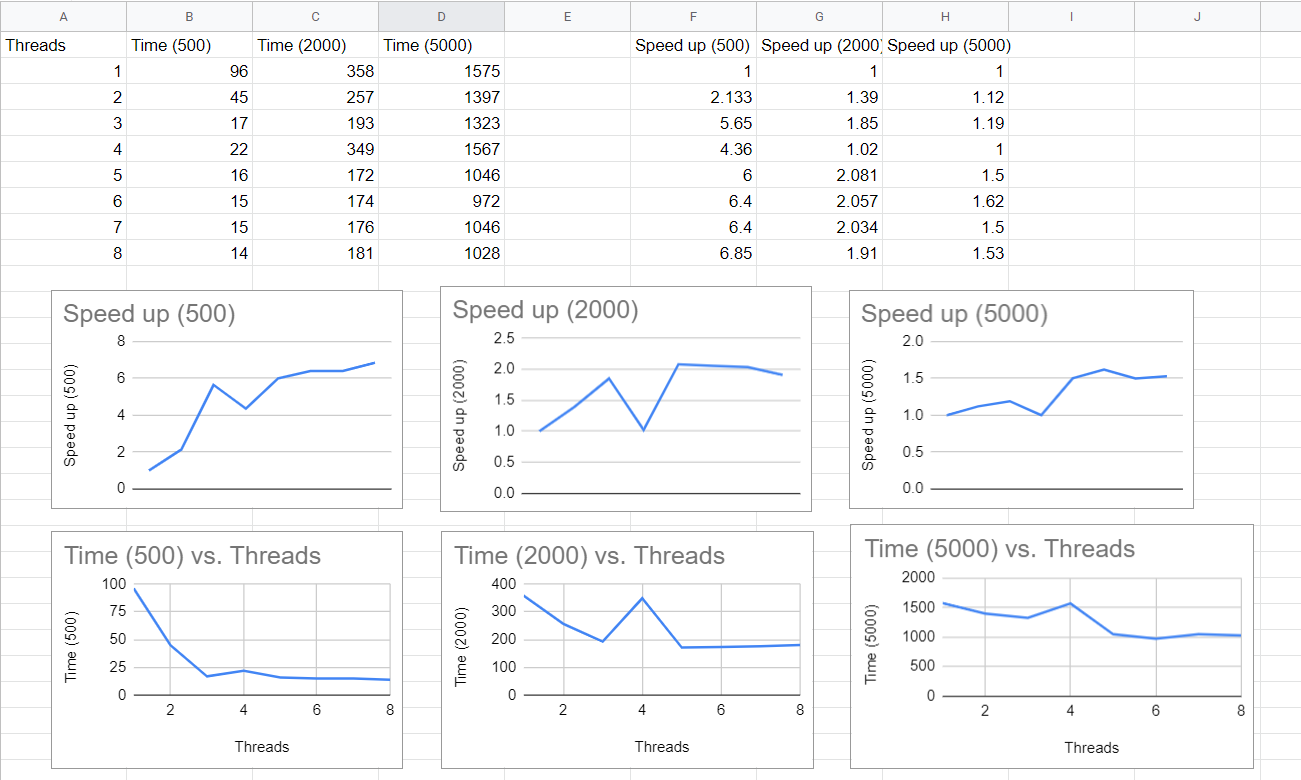 A B C D E F G H I J
Threads Time (500) Time (2000) Time (5000) Speed up (500) Speed up (2000) Speed up (5000)
1 96 358 1575 1 1 1
2 45 257 1397 2.133 1.39 1.12
3 17 193 1323 5.65 1.85 1.19
4 22 349 1567 4.36 1.02 1
5 16 172 1046 6 2.081 1.5
6 15 174 972 6.4 2.057 1.62
7 15 176 1046 6.4 2.034 1.5
8 14 181 1028 6.85 1.91 1.53
Speed up (500)
Speed up (500)
8
6
4
2
0
Speed up (2000)
Speed up (2000)
2.5
2.0
1.5
1.0
0.5
0.0
Speed up (5000)
Speed up (5000)
2.0
1.5
1.0
0.5
0.0
Time (500) vs. Threads
Time (500)
100
75
50
25
0
2 4 6 8
Threads
Time (2000) vs. Threads
Time (2000)
400
300
200
100
0
2 4 6 8
Threads
Time (5000) vs. Threads
Time (5000)
2000
1500
1000
500
0
2 4 6 8
Threads